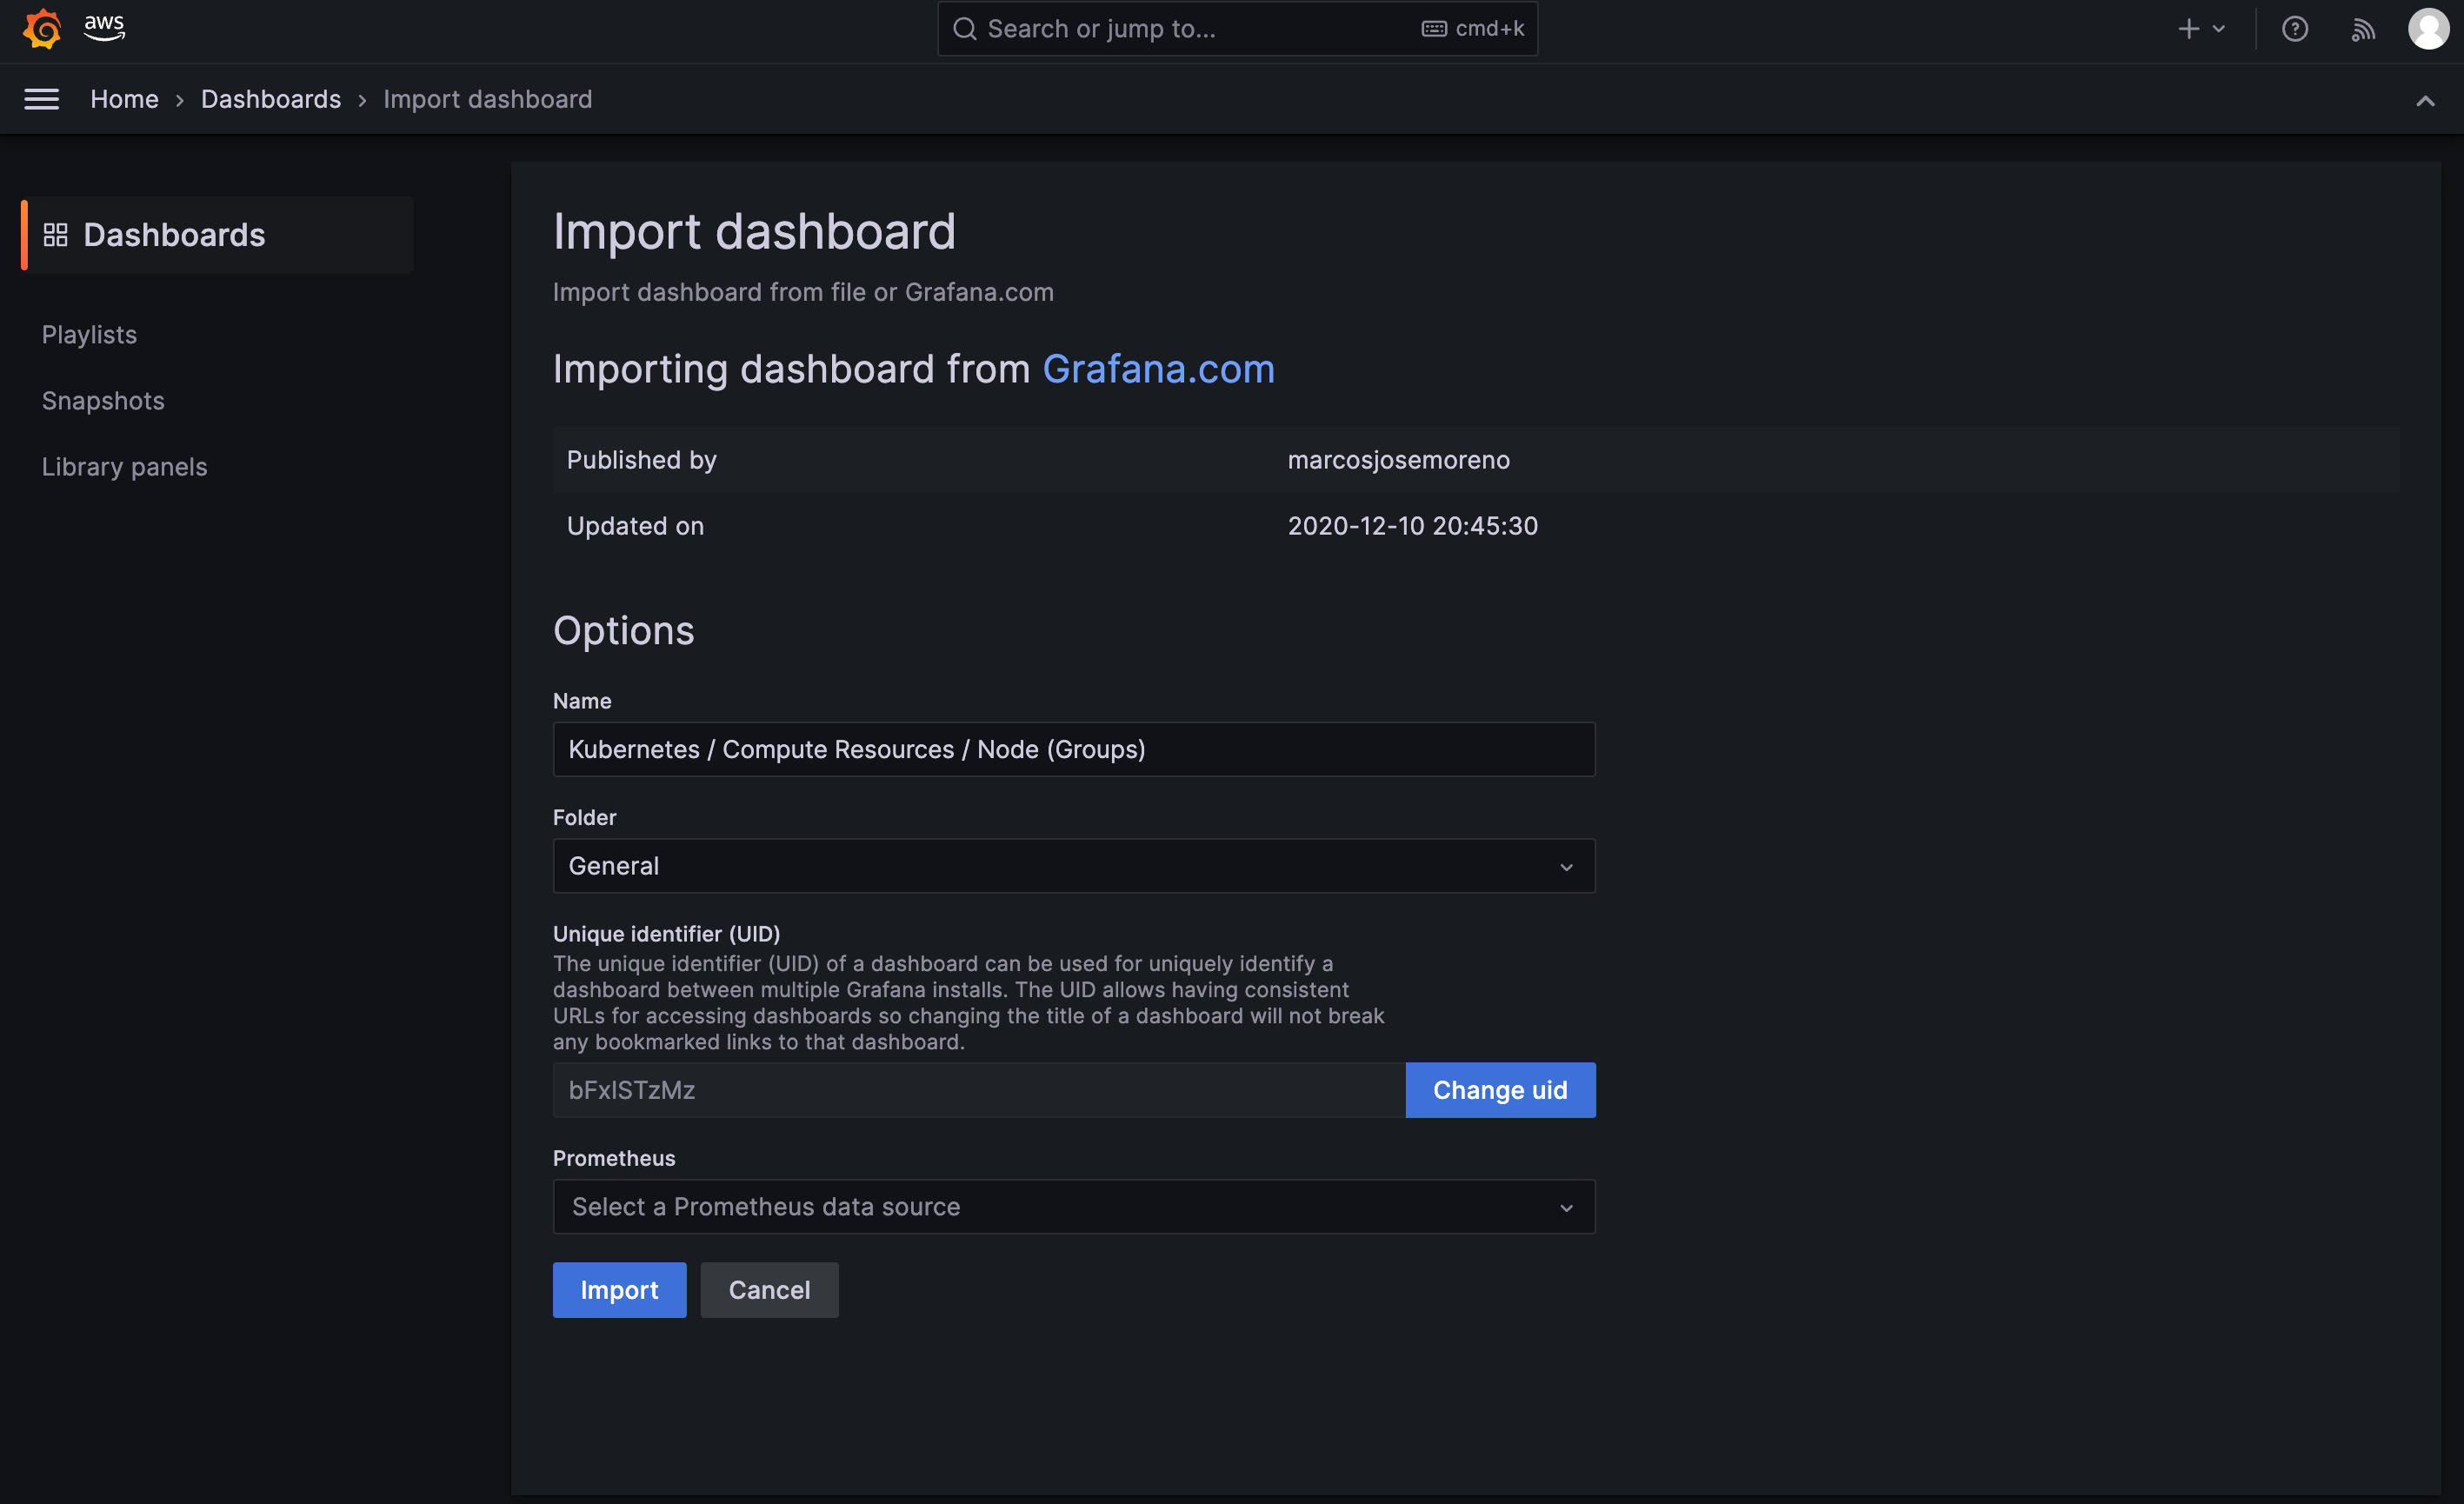 aws
Search or jump to...
cmd+k
Home > Dashboards > Import dashboard
Dashboards
Playlists
Snapshots
Library panels
Import dashboard
Import dashboard from file or Grafana.com
Importing dashboard from Grafana.com
Published by marcosjosemoreno
Updated on 2020-12-10 20:45:30
Options
Name
Kubernetes / Compute Resources / Node (Groups)
Folder
General
Unique identifier (UID)
The unique identifier (UID) of a dashboard can be used for uniquely identify a
dashboard between multiple Grafana installs. The UID allows having consistent
URLs for accessing dashboards so changing the title of a dashboard will not break
any bookmarked links to that dashboard.
bFxISTzMz
Change uid
Prometheus
Select a Prometheus data source
Import
Cancel